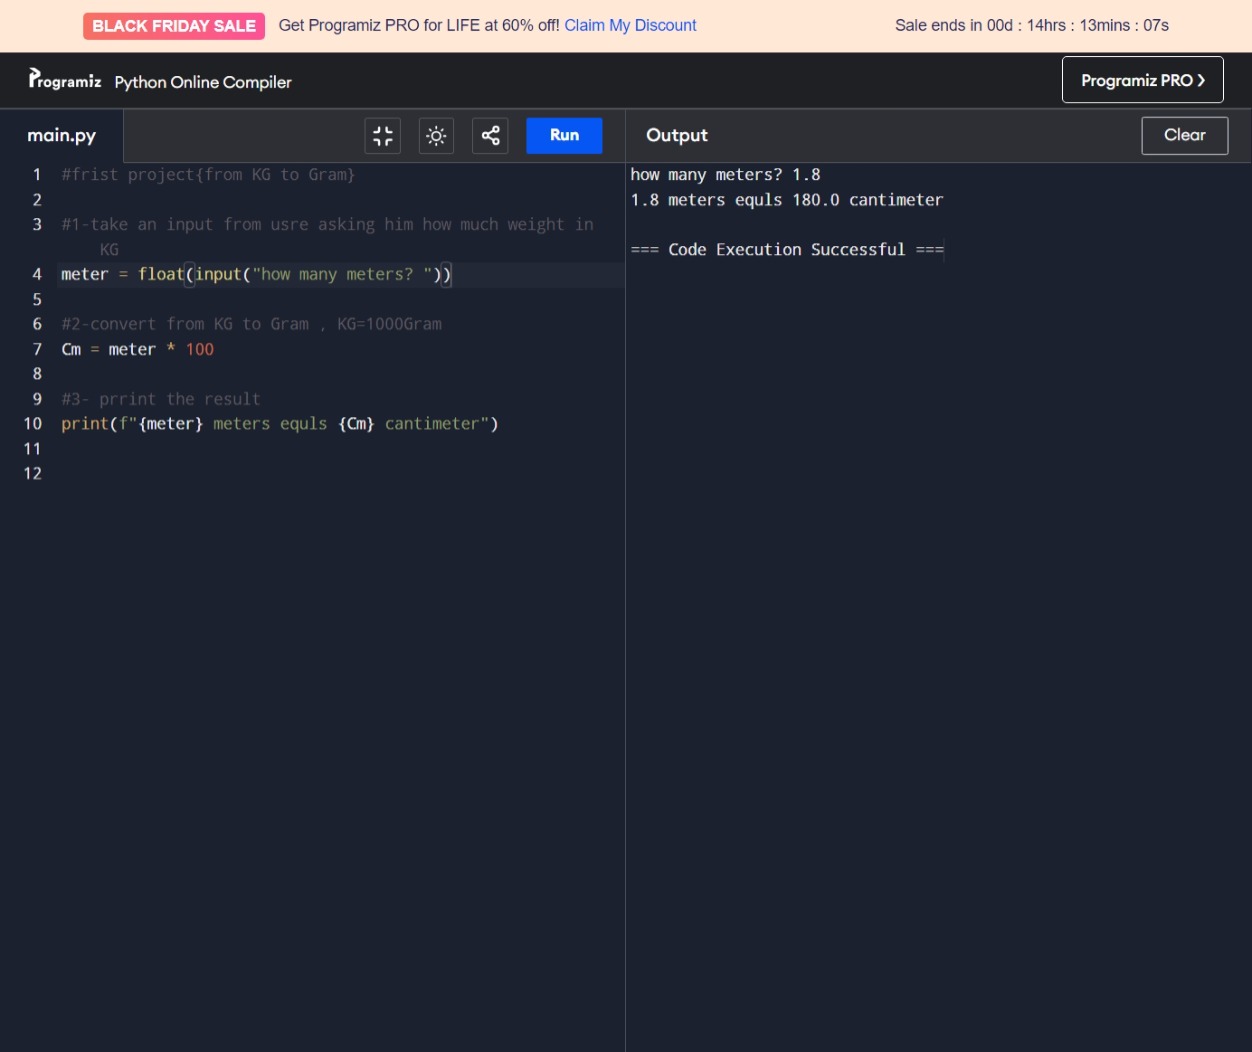 BLACK FRIDAY SALE Get Programiz PRO for LIFE at 60% off! Claim My Discount Sale ends in 00d : 14hrs : 13mins : 07s
Programiz Python Online Compiler Programiz PRO >
main.py Run
1 #frist project{from KG to Gram}
2
3 #1-take an input from usre asking him how much weight in
KG
4 meter = float(input("how many meters? "))
5
6 #2-convert from KG to Gram , KG=1000Gram
7 Cm = meter * 100
8
9 #3- prrint the result
10 print(f"{meter} meters equls {Cm} cantimeter")
11
12
Output Clear
how many meters? 1.8
1.8 meters equls 180.0 cantimeter
=== Code Execution Successful ===